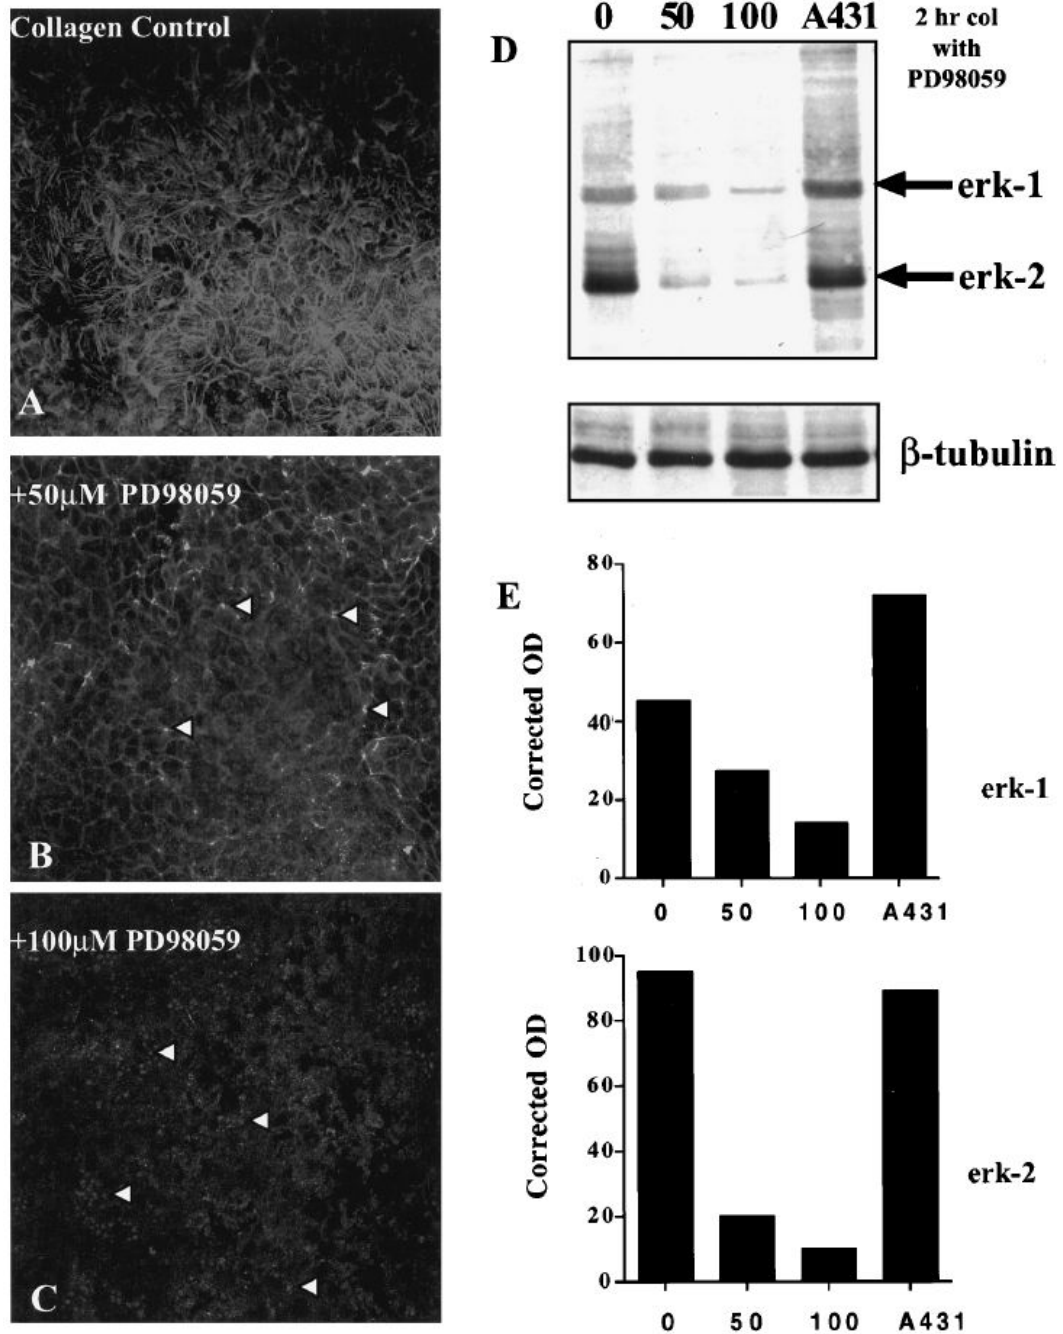 Collagen Control
A
+50μM PD98059
B
+100μM PD98059
C
D
0 50 100 A431
2 hr col
with
PD98059
erk-1
erk-2
β-tubulin
E
80
60
40
20
0
Corrected OD
0 50 100 A431
erk-1
100
80
60
40
20
0
Corrected OD
0 50 100 A431
erk-2